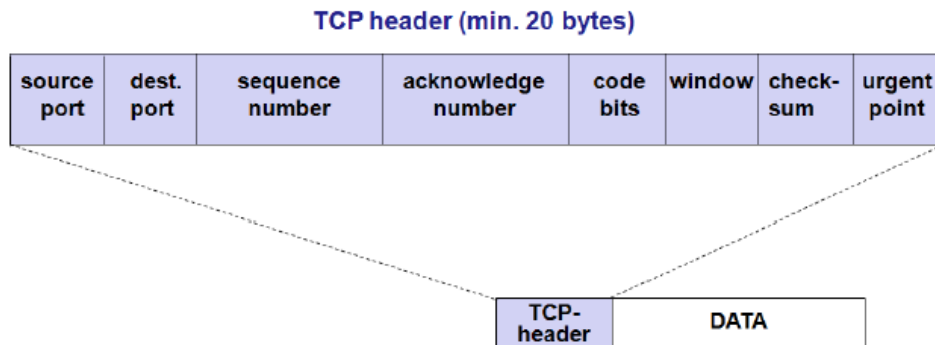 TCP header (min. 20 bytes)
source port
dest. port
sequence number
acknowledge number
code bits
window
check-sum
urgent point
TCP-header
DATA